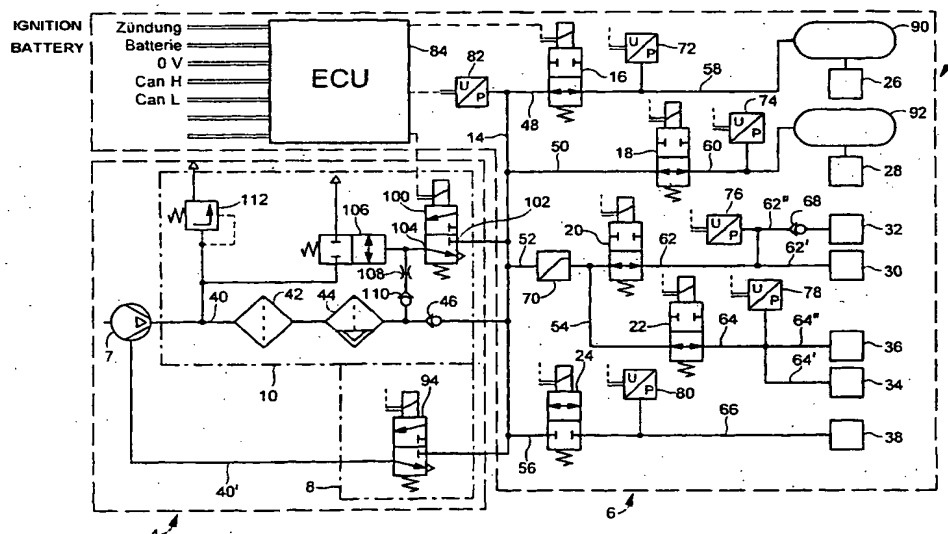 IGNITION
BATTERY
Zündung
Batterie
0 V
Can H
Can L
ECU
84
82
U
P
48
16
U
P
72
58
90
26
14
50
18
U
P
74
60
92
28
112
106
100
102
104
108
110
20
U
P
76
62"
68
32
52
62
62'
30
70
54
22
U
P
78
64
64"
36
64'
34
7
40
42
44
46
10
94
24
U
P
80
56
66
38
40'
8
6